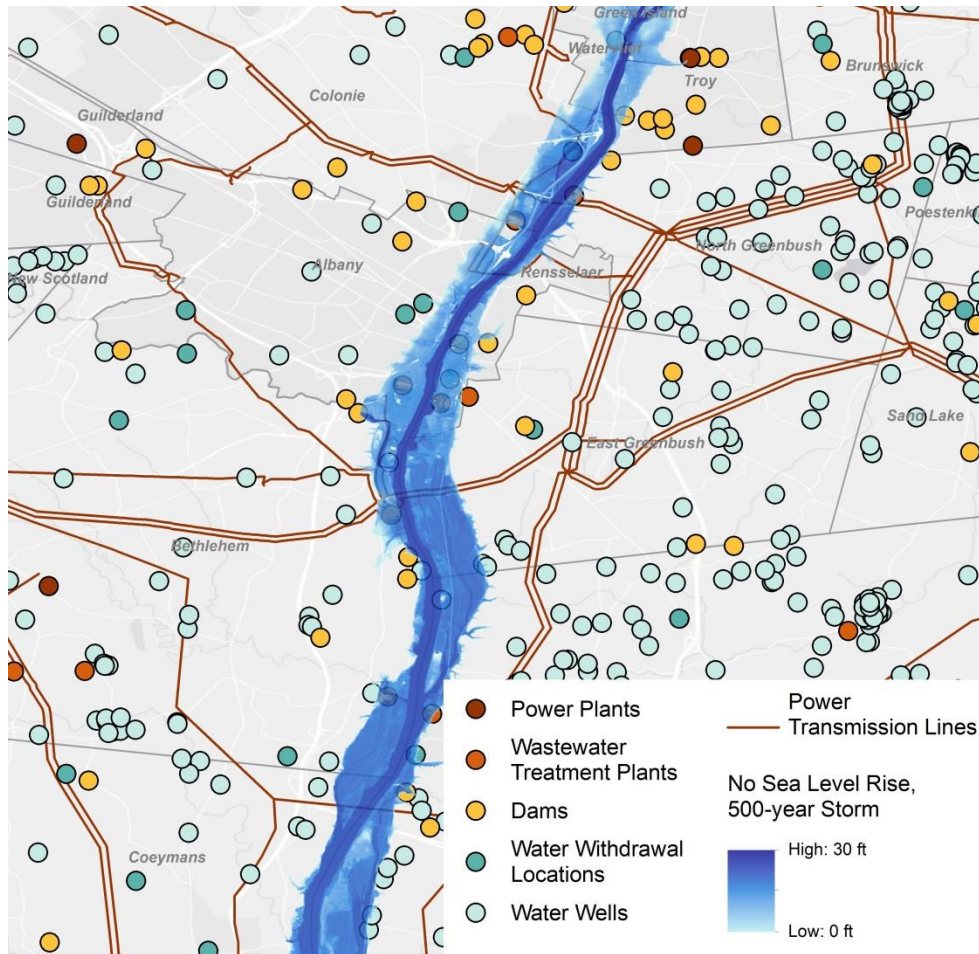 Green Island
Watervliet
Troy
Brunswick
Colonie
Guilderland
Guilderland
Poestenk
North Greenbush
New Scotland
Albany
Rensselaer
Sand Lake
East Greenbush
Bethlehem
Coeymans
Power Plants
Wastewater
Treatment Plants
Dams
Water Withdrawal
Locations
Water Wells
Power
Transmission Lines
No Sea Level Rise,
500-year Storm
High: 30 ft
Low: 0 ft